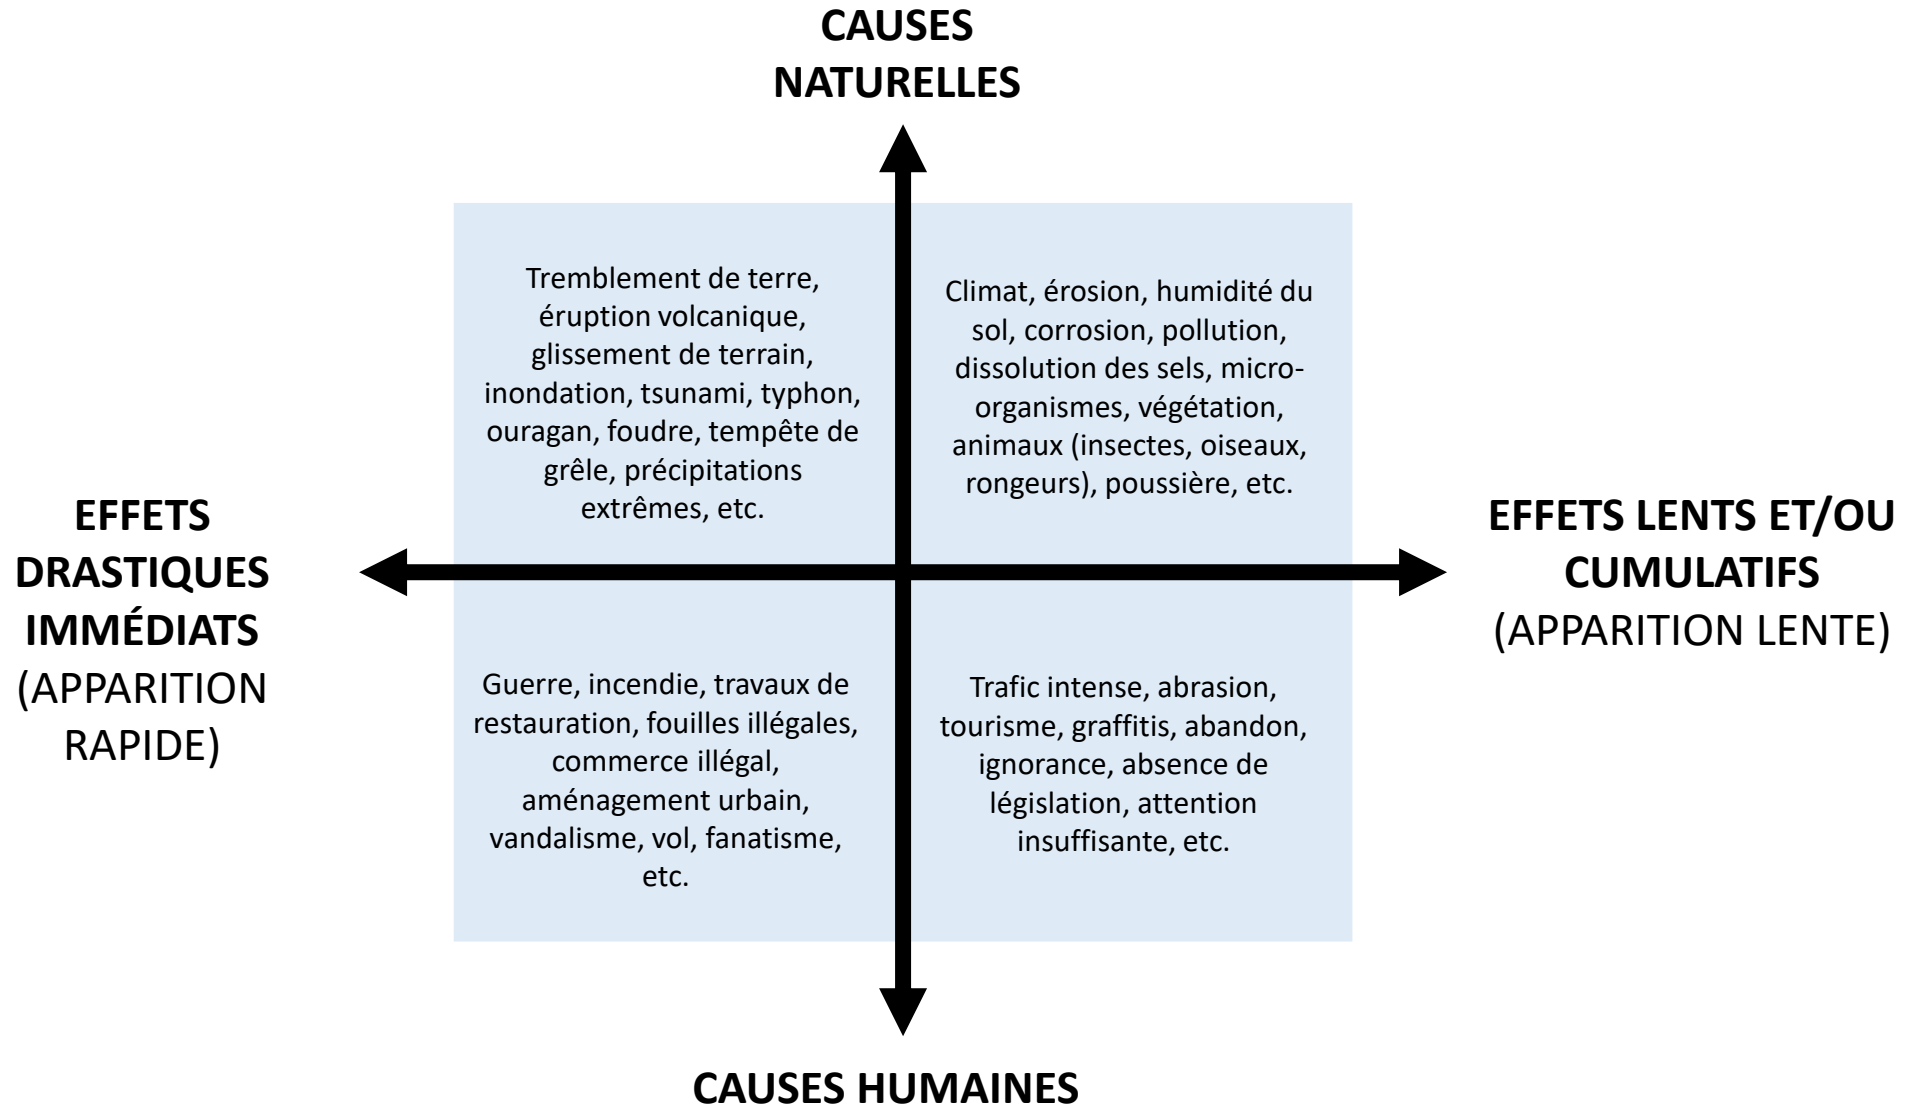 CAUSES
NATURELLES
Tremblement de terre,
éruption volcanique,
glissement de terrain,
inondation, tsunami, typhon,
ouragan, foudre, tempête de
grêle, précipitations
extrêmes, etc.
Climat, érosion, humidité du
sol, corrosion, pollution,
dissolution des sels, micro-
organismes, végétation,
animaux (insectes, oiseaux,
rongeurs), poussière, etc.
EFFETS
DRASTIQUES
IMMÉDIATS
(APPARITION
RAPIDE)
EFFETS LENTS ET/OU
CUMULATIFS
(APPARITION LENTE)
Guerre, incendie, travaux de
restauration, fouilles illégales,
commerce illégal,
aménagement urbain,
vandalisme, vol, fanatisme,
etc.
Trafic intense, abrasion,
tourisme, graffitis, abandon,
ignorance, absence de
législation, attention
insuffisante, etc.
CAUSES HUMAINES